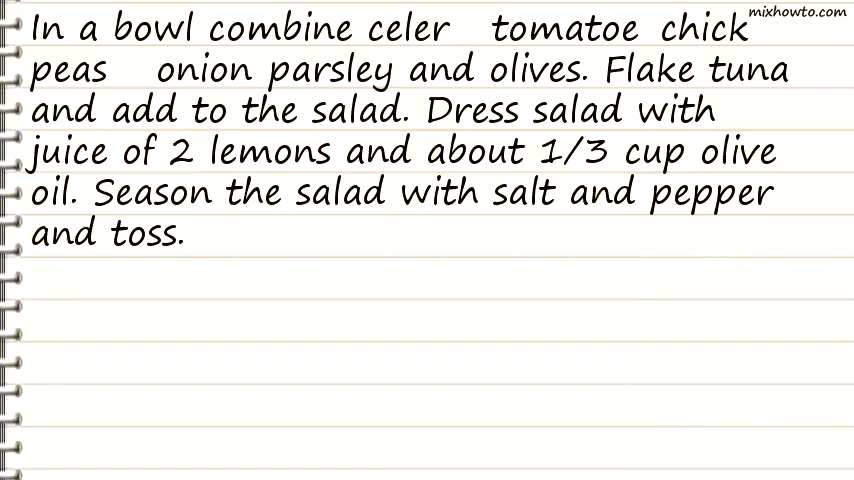 mixhowto.com
In a bowl combine celer tomatoe chick
peas onion parsley and olives. Flake tuna
and add to the salad. Dress salad with
juice of 2 lemons and about 1/3 cup olive
oil. Season the salad with salt and pepper
and toss.